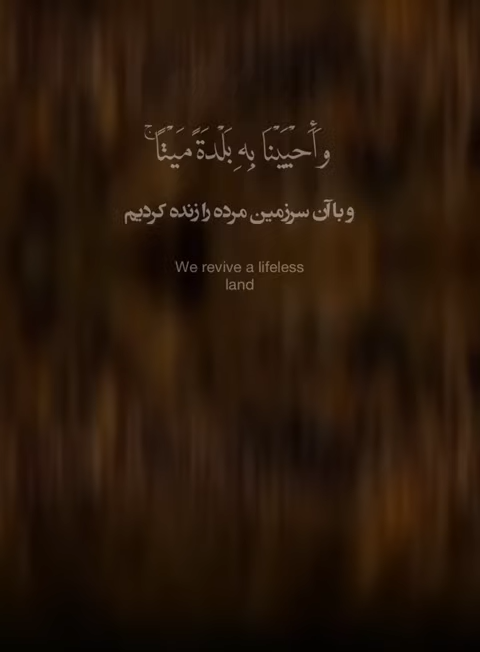 وَأَحْيَيْنَا بِهِ بَلْدَةً مَيْتًا ۚ
و با آن سرزمین مرده را زنده کردیم
We revive a lifeless
land